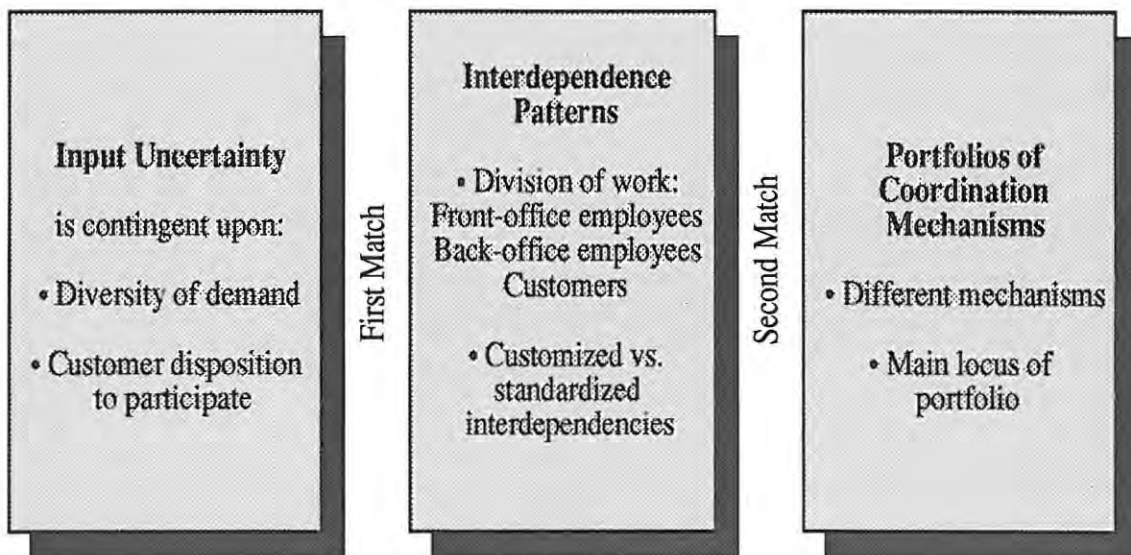 Input Uncertainty
is contingent upon:
• Diversity of demand
• Customer disposition
to participate
First Match
Interdependence
Patterns
• Division of work:
Front-office employees
Back-office employees
Customers
• Customized vs.
standardized
interdependencies
Second Match
Portfolios of
Coordination
Mechanisms
• Different mechanisms
• Main locus of
portfolio